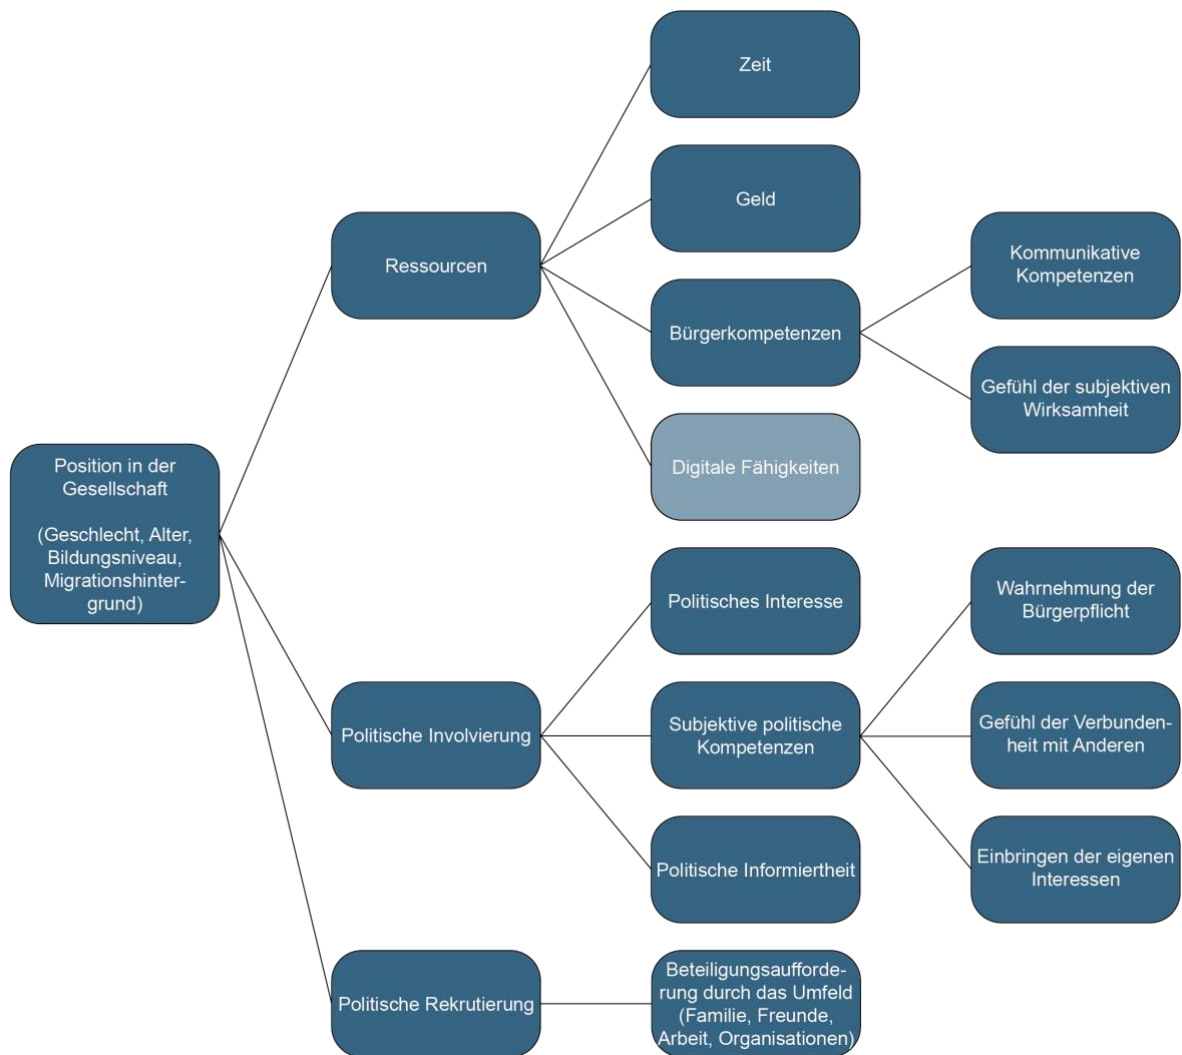 Zeit
Geld
Ressourcen
Kommunikative
Kompetenzen
Bürgerkompetenzen
Gefühl der subjektiven
Wirksamheit
Digitale Fähigkeiten
Position in der
Gesellschaft
(Geschlecht, Alter,
Bildungsniveau,
Migrationshinter-
grund)
Politisches Interesse
Wahrnehmung der
Bürgerpflicht
Politische Involvierung
Subjektive politische
Kompetenzen
Gefühl der Verbunden-
heit mit Anderen
Politische Informiertheit
Einbringen der eigenen
Interessen
Politische Rekrutierung
Beteiligungsaufforde-
rung durch das Umfeld
(Familie, Freunde,
Arbeit, Organisationen)